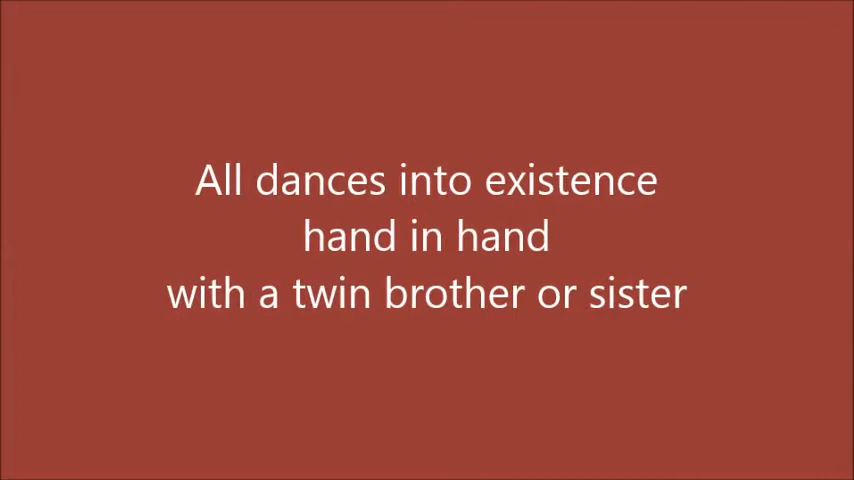 All dances into existence
hand in hand
with a twin brother or sister